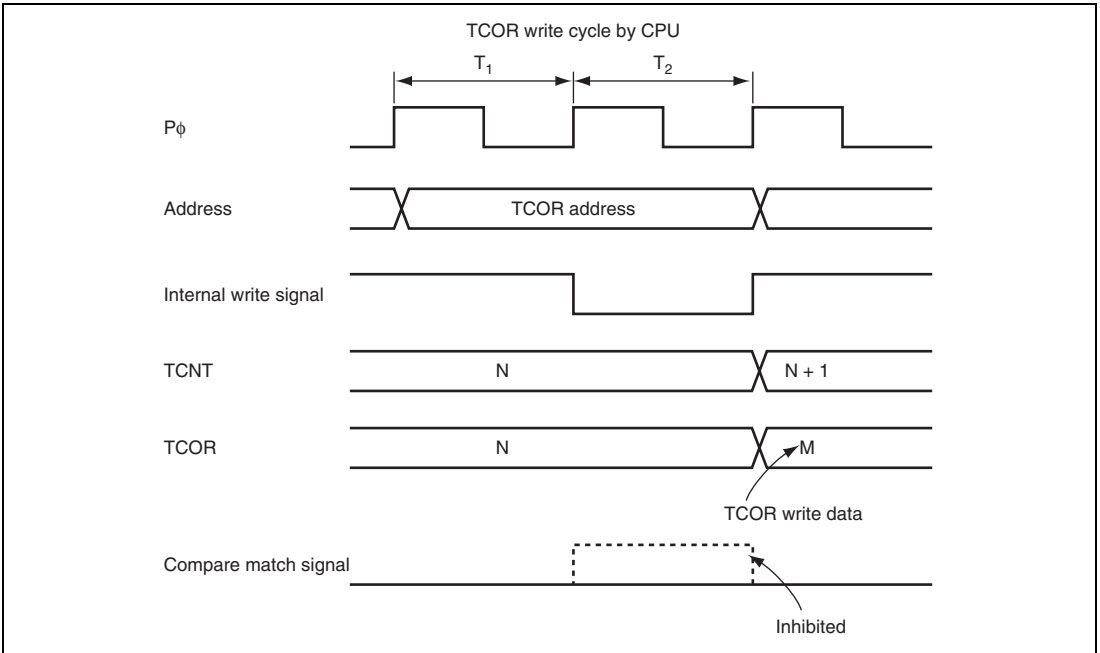 TCOR write cycle by CPU
T1 T2
Pϕ
Address TCOR address
Internal write signal
TCNT N N + 1
TCOR N M
TCOR write data
Compare match signal
Inhibited